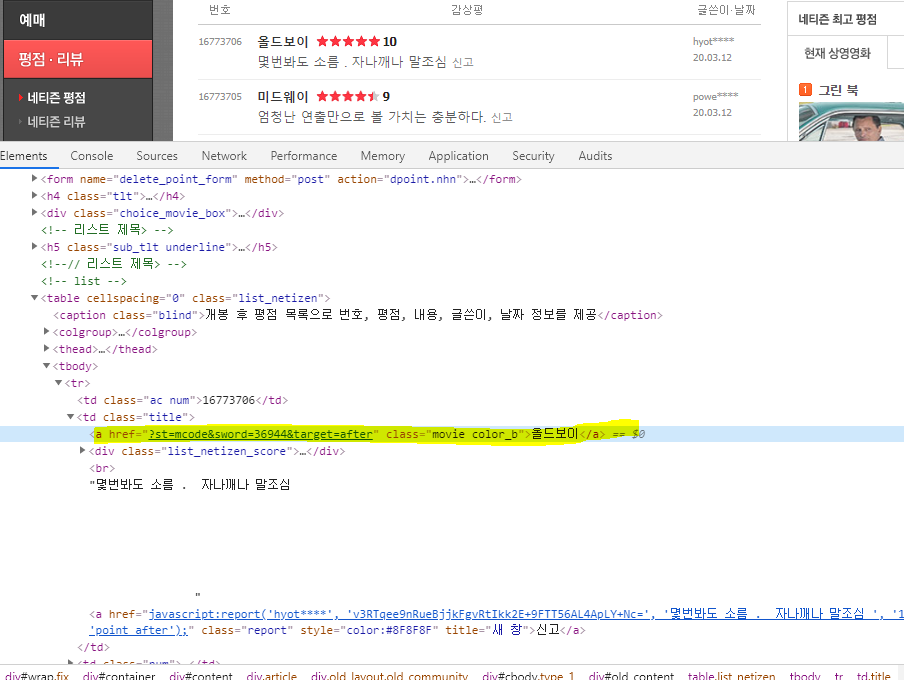 예매
평점 · 리뷰
네티즌 평점
네티즌 리뷰
번호 감상평 글쓴이·날짜
16773706 올드보이 ★★★★★ 10 hyot****
몇번봐도 소름 . 자나깨나 말조심 신고 20.03.12
16773705 미드웨이 9 powe****
엄청난 연출만으로 볼 가치는 충분하다. 신고 20.03.12
네티즌 최고 평점
현재 상영영화
1 그린 북
Elements Console Sources Network Performance Memory Application Security Audits
▶<form name="delete_point_form" method="post" action="dpoint.nhn">…</form>
▶<h4 class="tlt">…</h4>
▶<div class="choice_movie_box">…</div>
<!-- 리스트 제목> -->
▶<h5 class="sub_tlt underline">…</h5>
<!--// 리스트 제목> -->
<!-- list -->
▼<table cellspacing="0" class="list_netizen">
<caption class="blind">개봉 후 평점 목록으로 번호, 평점, 내용, 글쓴이, 날짜 정보를 제공</caption>
▶<colgroup>…</colgroup>
▶<thead>…</thead>
▼<tbody>
▼<tr>
<td class="ac num">16773706</td>
▼<td class="title">
<a href="?st=mcode&sword=36944&target=after" class="movie color_b">올드보이</a> == $0
▶<div class="list_netizen_score">…</div>
<br>
"몇번봐도 소름 .  자나깨나 말조심
"
<a href="javascript:report('hyot****', 'v3RTqee9nRueBjjkFgvRtIkk2E+9FTT56AL4ApLY+Nc=', '몇번봐도 소름 .  자나깨나 말조심 ', '1
'point_after');" class="report" style="color:#8F8F8F" title="새 창">신고</a>
</td>
▶<td class="num">…</td>
div#wrap.fix div#container div#content div.article div.old_layout.old_community div#cbody.type_1 div#old_content table.list_netizen tbody tr td.title